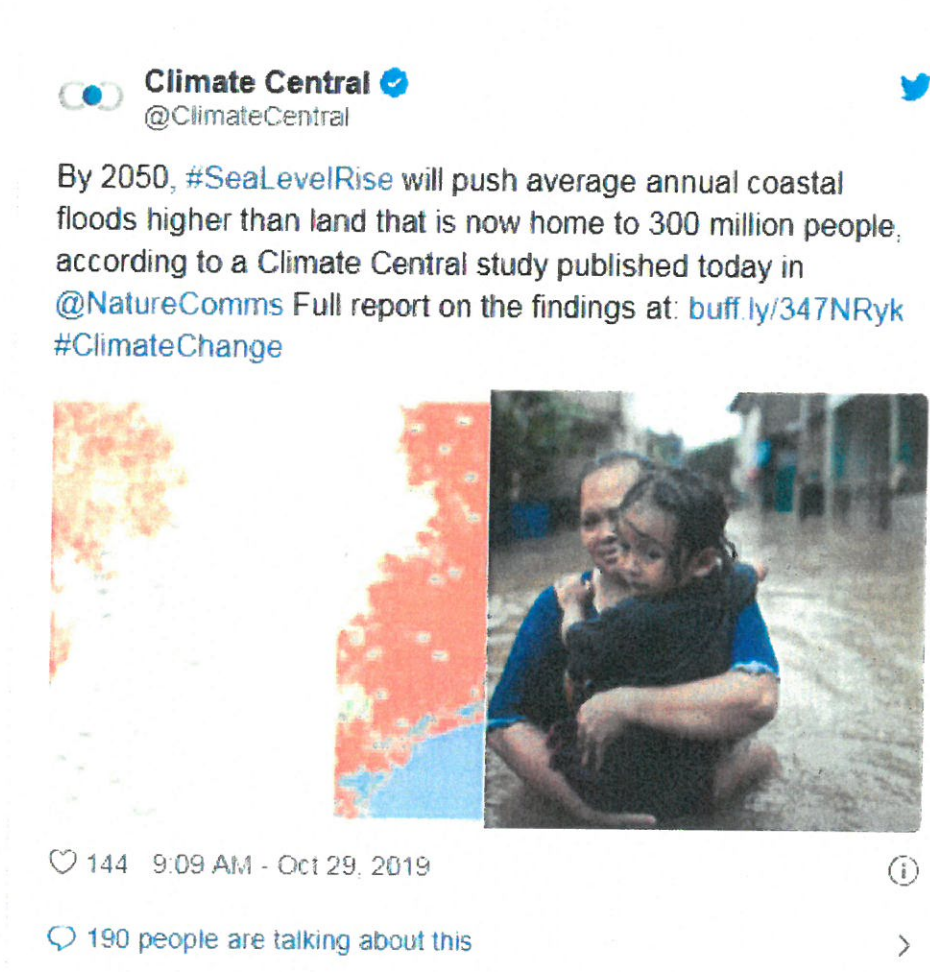 Climate Central
@ClimateCentral
By 2050, #SeaLevelRise will push average annual coastal
floods higher than land that is now home to 300 million people,
according to a Climate Central study published today in
@NatureComms Full report on the findings at: buff.ly/347NRyk
#ClimateChange
144 9:09 AM - Oct 29, 2019
190 people are talking about this